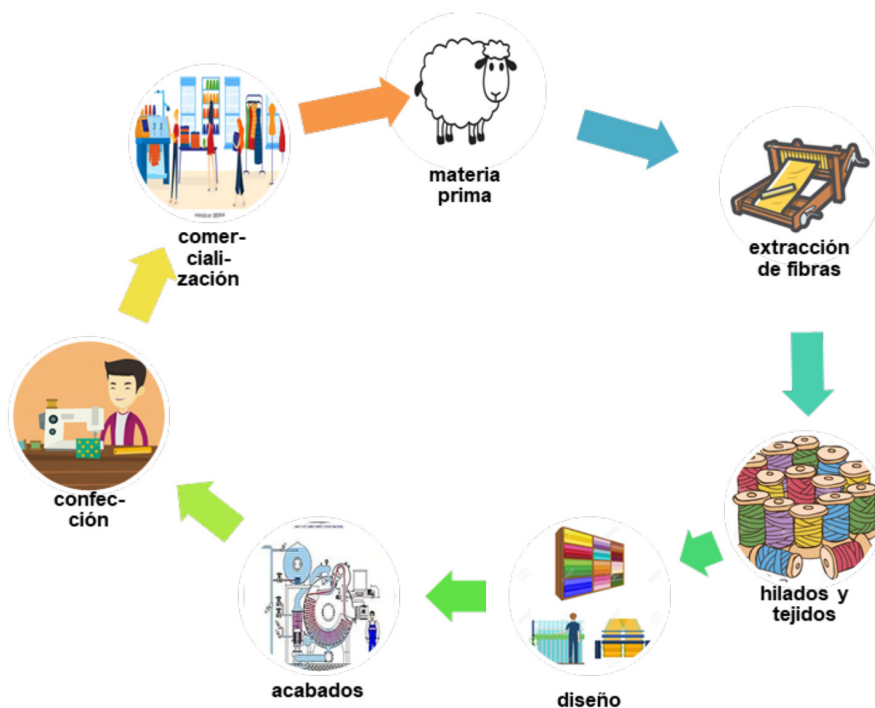 materia
prima
extracción
de fibras
hilados y
tejidos
diseño
acabados
confec-
ción
comer-
ciali-
zación